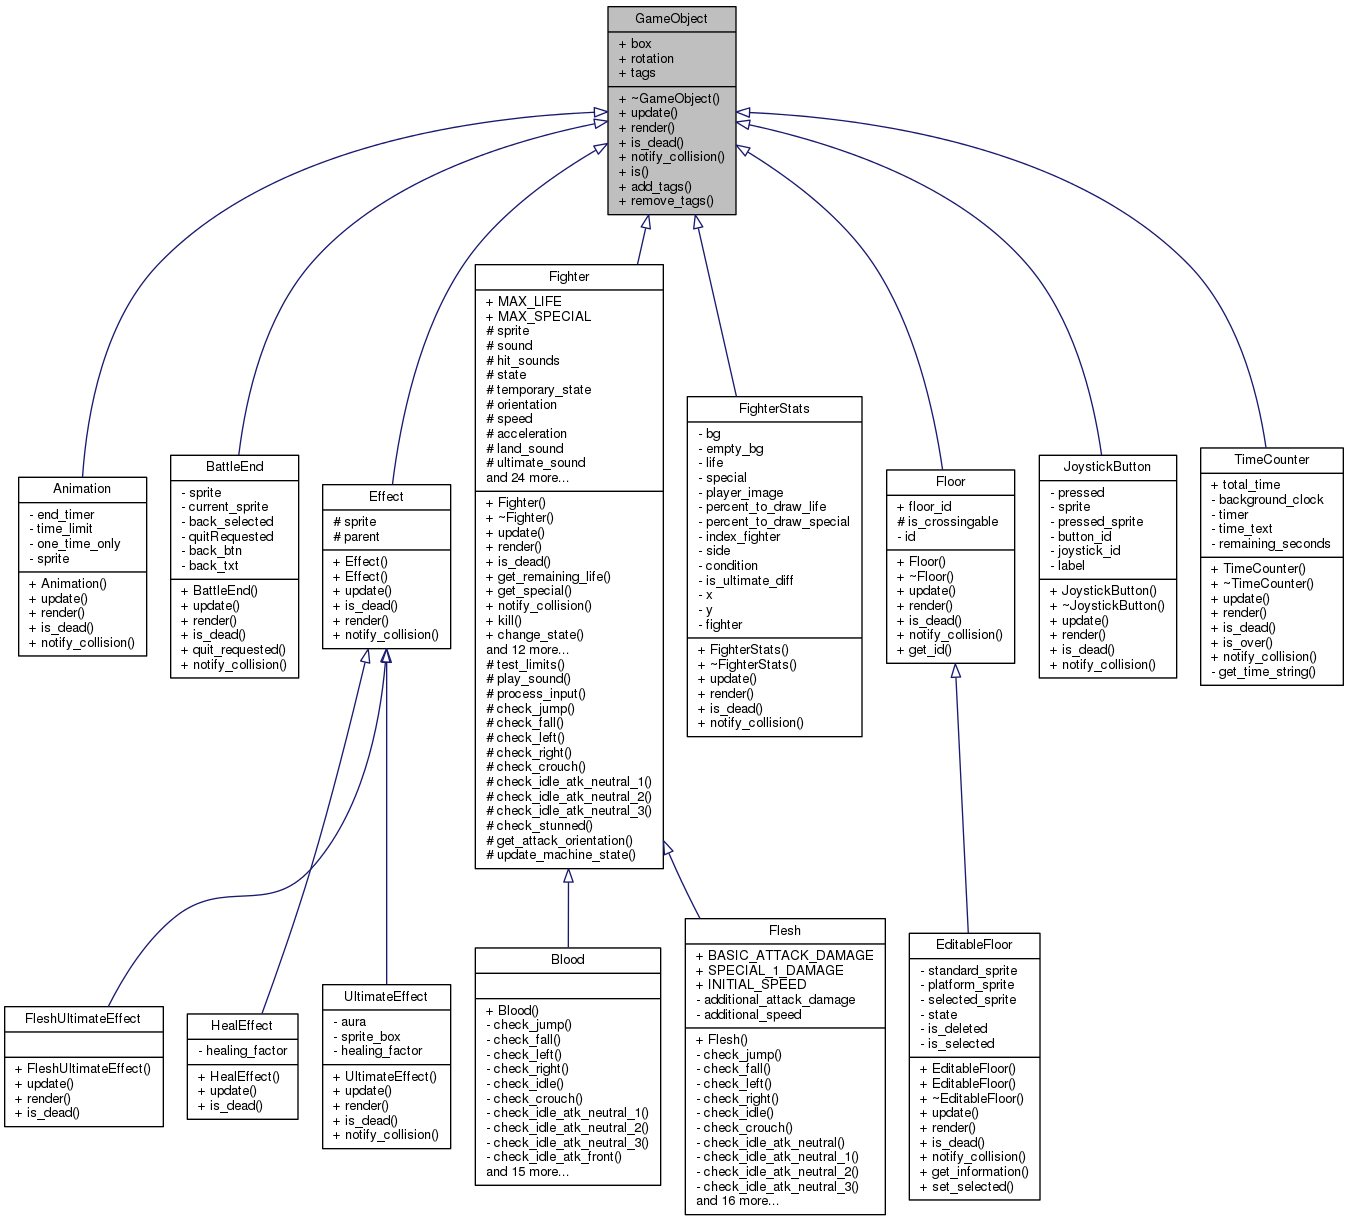 GameObject
+ box
+ rotation
+ tags
+ ~GameObject()
+ update()
+ render()
+ is_dead()
+ notify_collision()
+ is()
+ add_tags()
+ remove_tags()
Fighter
+ MAX_LIFE
+ MAX_SPECIAL
# sprite
# sound
# hit_sounds
# state
# temporary_state
# orientation
# speed
# acceleration
# land_sound
# ultimate_sound
and 24 more...
+ Fighter()
+ ~Fighter()
+ update()
+ render()
+ is_dead()
+ get_remaining_life()
+ get_special()
+ notify_collision()
+ kill()
+ change_state()
and 12 more...
# test_limits()
# play_sound()
# process_input()
# check_jump()
# check_fall()
# check_left()
# check_right()
# check_crouch()
# check_idle_atk_neutral_1()
# check_idle_atk_neutral_2()
# check_idle_atk_neutral_3()
# check_stunned()
# get_attack_orientation()
# update_machine_state()
FighterStats
- bg
- empty_bg
- life
- special
- player_image
- percent_to_draw_life
- percent_to_draw_special
- index_fighter
- side
- condition
- is_ultimate_diff
- x
- y
- fighter
+ FighterStats()
+ ~FighterStats()
+ update()
+ render()
+ is_dead()
+ notify_collision()
Animation
- end_timer
- time_limit
- one_time_only
- sprite
+ Animation()
+ update()
+ render()
+ is_dead()
+ notify_collision()
BattleEnd
- sprite
- current_sprite
- back_selected
- quitRequested
- back_btn
- back_txt
+ BattleEnd()
+ update()
+ render()
+ is_dead()
+ quit_requested()
+ notify_collision()
Effect
# sprite
# parent
+ Effect()
+ Effect()
+ update()
+ is_dead()
+ render()
+ notify_collision()
Floor
+ floor_id
# is_crossingable
- id
+ Floor()
+ ~Floor()
+ update()
+ render()
+ is_dead()
+ notify_collision()
+ get_id()
JoystickButton
- pressed
- sprite
- pressed_sprite
- button_id
- joystick_id
- label
+ JoystickButton()
+ ~JoystickButton()
+ update()
+ render()
+ is_dead()
+ notify_collision()
TimeCounter
+ total_time
- background_clock
- timer
- time_text
- remaining_seconds
+ TimeCounter()
+ ~TimeCounter()
+ update()
+ render()
+ is_dead()
+ is_over()
+ notify_collision()
- get_time_string()
FleshUltimateEffect
+ FleshUltimateEffect()
+ update()
+ render()
+ is_dead()
HealEffect
- healing_factor
+ HealEffect()
+ update()
+ is_dead()
UltimateEffect
- aura
- sprite_box
- healing_factor
+ UltimateEffect()
+ update()
+ render()
+ is_dead()
+ notify_collision()
Blood
+ Blood()
- check_jump()
- check_fall()
- check_left()
- check_right()
- check_idle()
- check_crouch()
- check_idle_atk_neutral_1()
- check_idle_atk_neutral_2()
- check_idle_atk_neutral_3()
- check_idle_atk_front()
and 15 more...
Flesh
+ BASIC_ATTACK_DAMAGE
+ SPECIAL_1_DAMAGE
+ INITIAL_SPEED
- additional_attack_damage
- additional_speed
+ Flesh()
- check_jump()
- check_fall()
- check_left()
- check_right()
- check_idle()
- check_crouch()
- check_idle_atk_neutral()
- check_idle_atk_neutral_1()
- check_idle_atk_neutral_2()
- check_idle_atk_neutral_3()
and 16 more...
EditableFloor
- standard_sprite
- platform_sprite
- selected_sprite
- state
- is_deleted
- is_selected
+ EditableFloor()
+ EditableFloor()
+ ~EditableFloor()
+ update()
+ render()
+ is_dead()
+ notify_collision()
+ get_information()
+ set_selected()